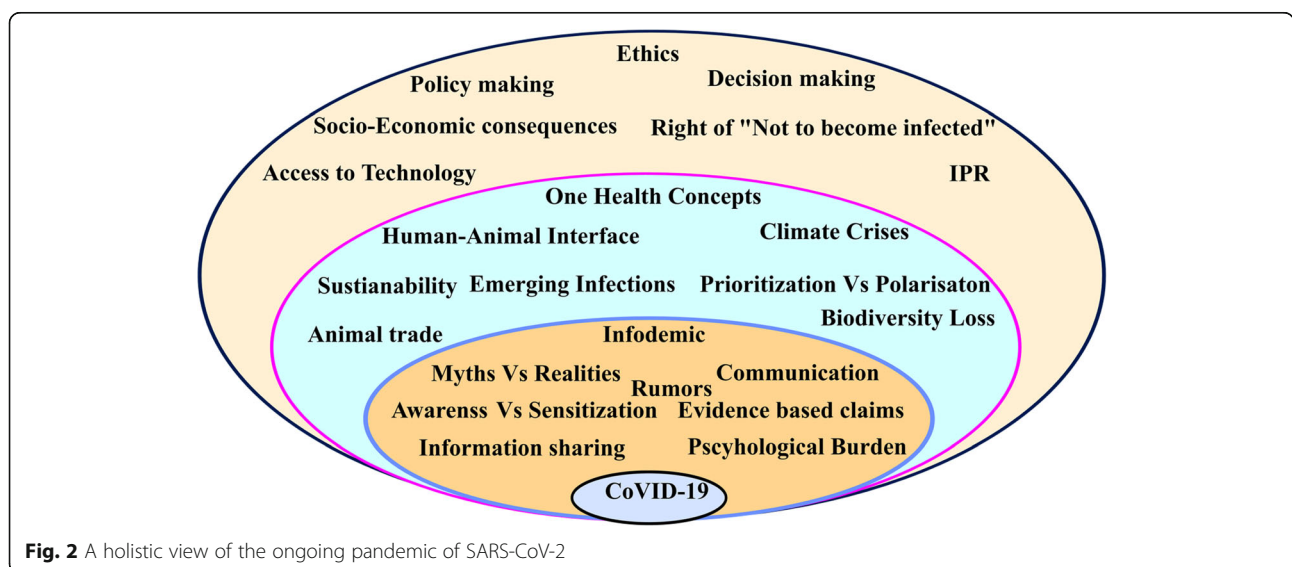 Ethics
Policy making
Decision making
Socio-Economic consequences
Right of "Not to become infected"
Access to Technology
IPR
One Health Concepts
Human-Animal Interface
Climate Crises
Sustianability
Emerging Infections
Prioritization Vs Polarisaton
Biodiversity Loss
Animal trade
Infodemic
Myths Vs Realities
Rumors
Communication
Awarenss Vs Sensitization
Evidence based claims
Information sharing
Pscyhological Burden
CoVID-19
Fig. 2 A holistic view of the ongoing pandemic of SARS-CoV-2